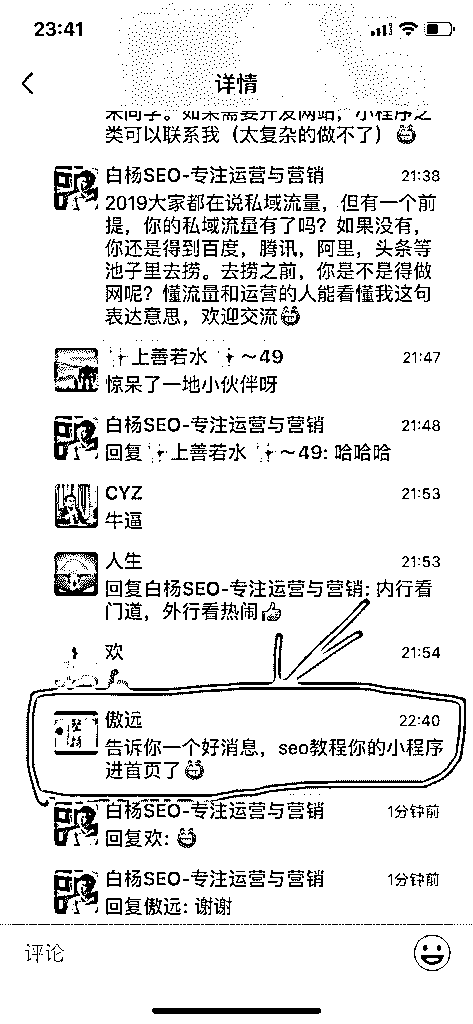 23:41
详情
来同学。如果需要开发网站，小程序之
类可以联系我（太复杂的做不了）
白杨SEO-专注运营与营销 21:38
2019大家都在说私域流量，但有一个前
提，你的私域流量有了吗？如果没有，
你还是得到百度，腾讯，阿里，头条等
池子里去捞。去捞之前，你是不是得做
网呢？懂流量和运营的人能看懂我这句
表达意思，欢迎交流
上善若水 ～49 21:47
惊呆了一地小伙伴呀
白杨SEO-专注运营与营销 21:48
回复 上善若水 ～49: 哈哈哈
CYZ 21:53
牛逼
人生 21:53
回复白杨SEO-专注运营与营销: 内行看
门道，外行看热闹
欢 21:54
傲远 22:40
告诉你一个好消息，seo教程你的小程序
进首页了
白杨SEO-专注运营与营销 1分钟前
回复欢:
白杨SEO-专注运营与营销 1分钟前
回复傲远: 谢谢
评论